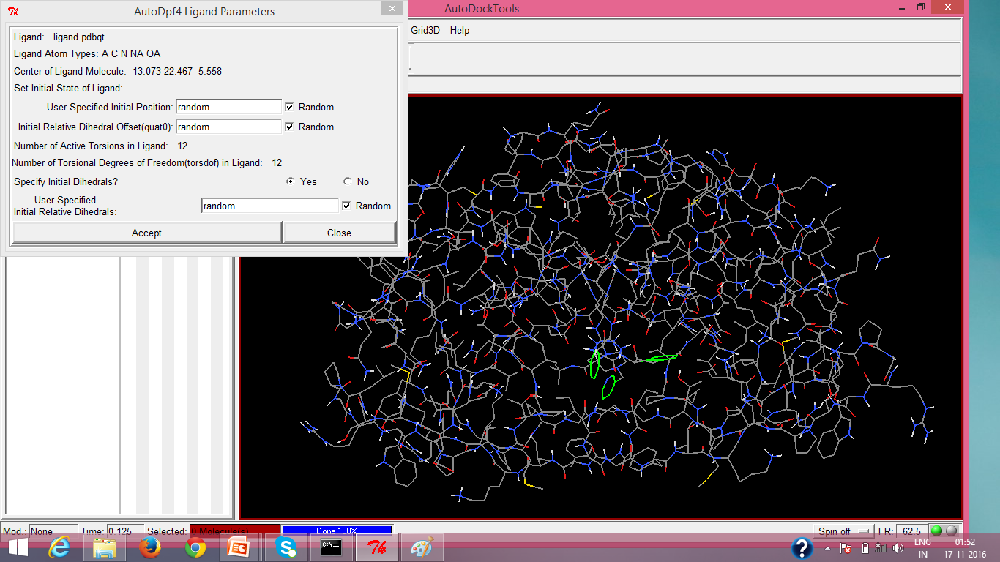 AutoDpf4 Ligand Parameters
AutoDockTools
Grid3D Help
Ligand: ligand.pdbqt
Ligand Atom Types: A C N NA OA
Center of Ligand Molecule: 13.073 22.467 5.558
Set Initial State of Ligand:
User-Specified Initial Position: random Random
Initial Relative Dihedral Offset(quat0): random Random
Number of Active Torsions in Ligand: 12
Number of Torsional Degrees of Freedom(torsdof) in Ligand: 12
Specify Initial Dihedrals? Yes No
User Specified
Initial Relative Dihedrals: random Random
Accept Close
Mod.: None Time: 0.125 Selected: 0 Molecule(s) Done 100% Spin off FR: 62.5
ENG 01:52
IN 17-11-2016